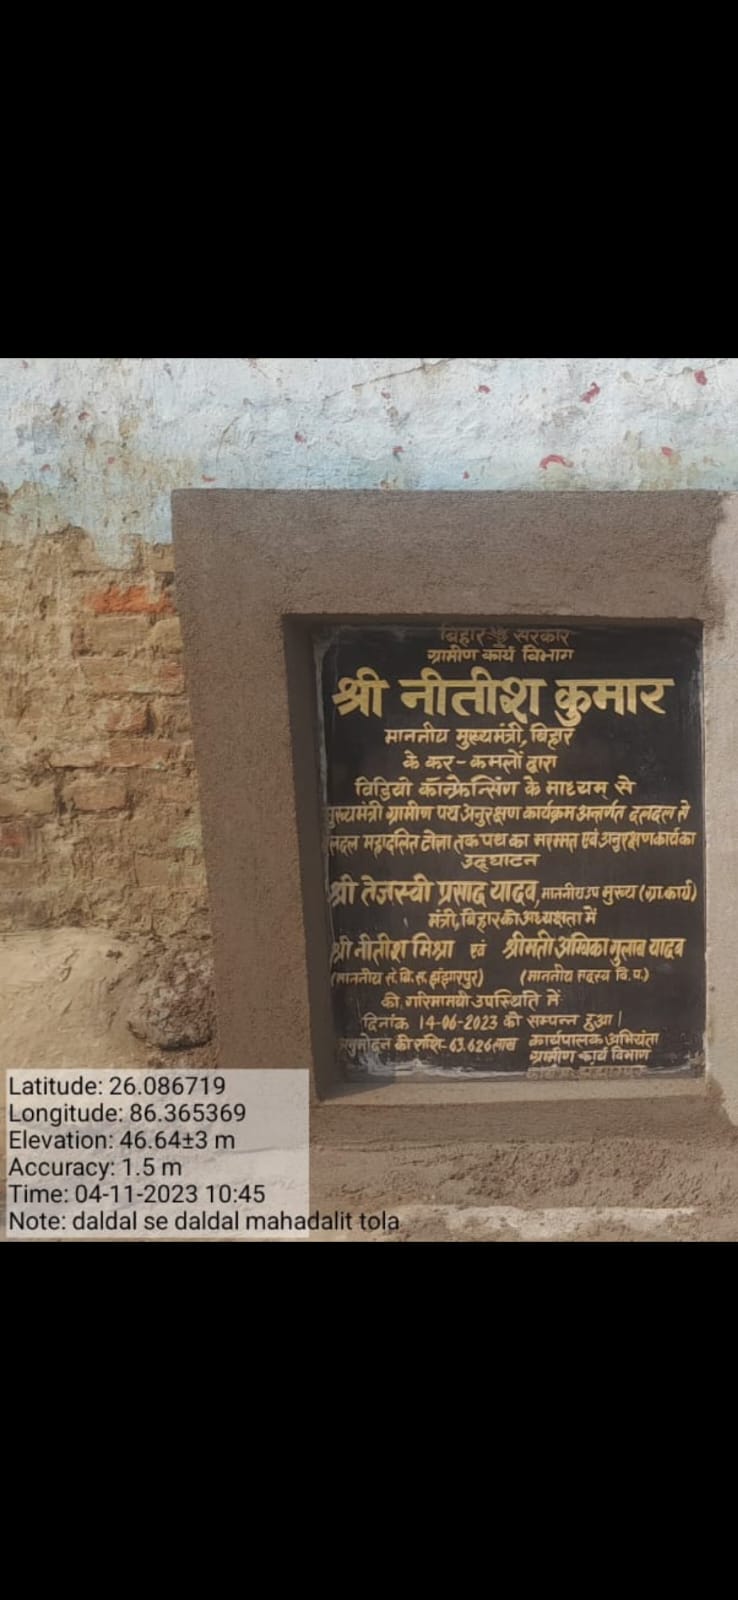 बिहार सरकार
ग्रामीण कार्य विभाग
श्री नीतीश कुमार
माननीय मुख्यमंत्री, बिहार
के कर-कमलों द्वारा
विडियो कॉन्फ्रेन्सिंग के माध्यम से
मुख्यमंत्री ग्रामीण पथ अनुरक्षण कार्यक्रम अन्तर्गत दलदल से
दलदल महादलित टोला तक पथ का मरम्मत एवं अनुरक्षण कार्य का
उद्घाटन
श्री तेजस्वी प्रसाद यादव, माननीय उप मुख्य (ग्रा.कार्य)
मंत्री, बिहार की अध्यक्षता में
श्री नीतीश मिश्रा एवं श्रीमती अम्बिका गुलाब यादव
(माननीय स. वि. स. झंझारपुर) (माननीय सदस्य वि. प.)
की गरिमामयी उपस्थिति में
दिनांक 14-06-2023 को सम्पन्न हुआ।
की राशि- 63.626 लाख कार्यपालक अभियंता
ग्रामीण कार्य विभाग
Latitude: 26.086719
Longitude: 86.365369
Elevation: 46.64±3 m
Accuracy: 1.5 m
Time: 04-11-2023 10:45
Note: daldal se daldal mahadalit tola